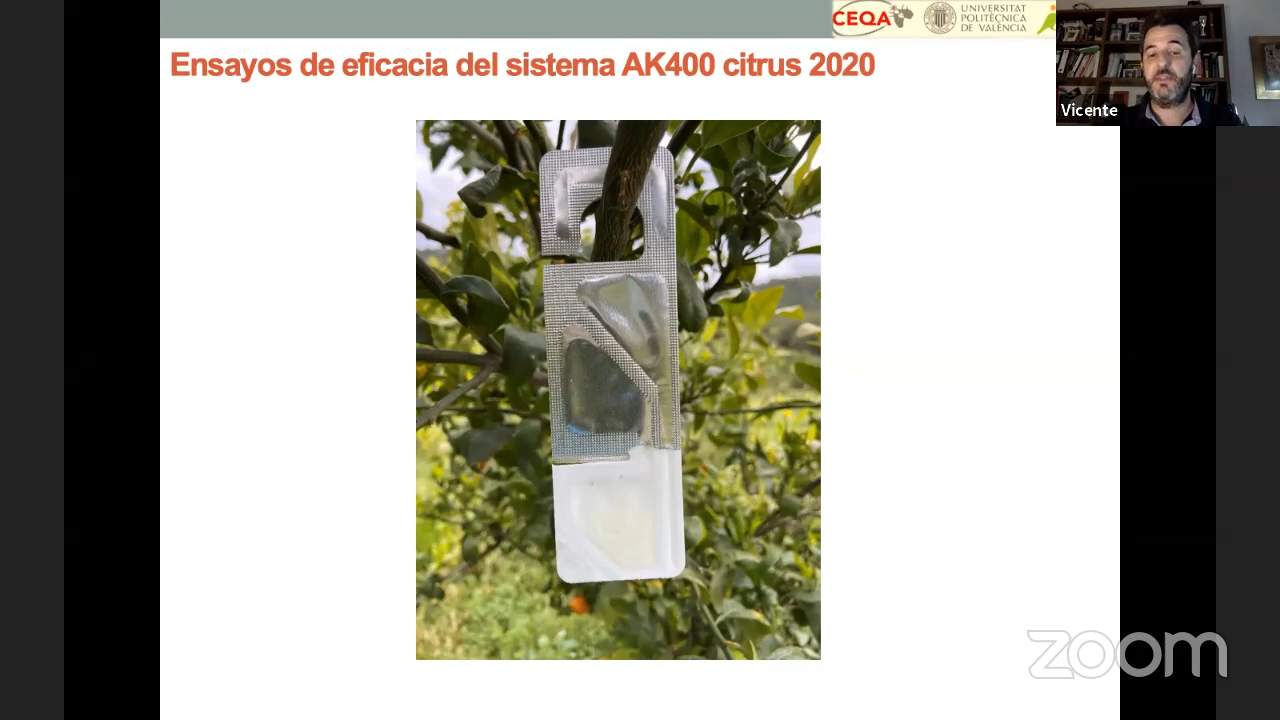 CEQA
UNIVERSITAT
POLITÈCNICA
DE VALÈNCIA
Ensayos de eficacia del sistema AK400 citrus 2020
Vicente
zoom